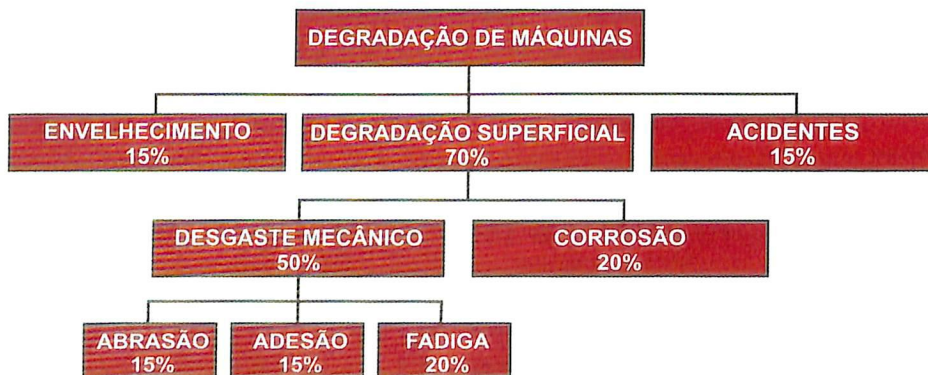 DEGRADAÇÃO DE MÁQUINAS
ENVELHECIMENTO
15%
DEGRADAÇÃO SUPERFICIAL
70%
ACIDENTES
15%
DESGASTE MECÂNICO
50%
CORROSÃO
20%
ABRASÃO
15%
ADESÃO
15%
FADIGA
20%